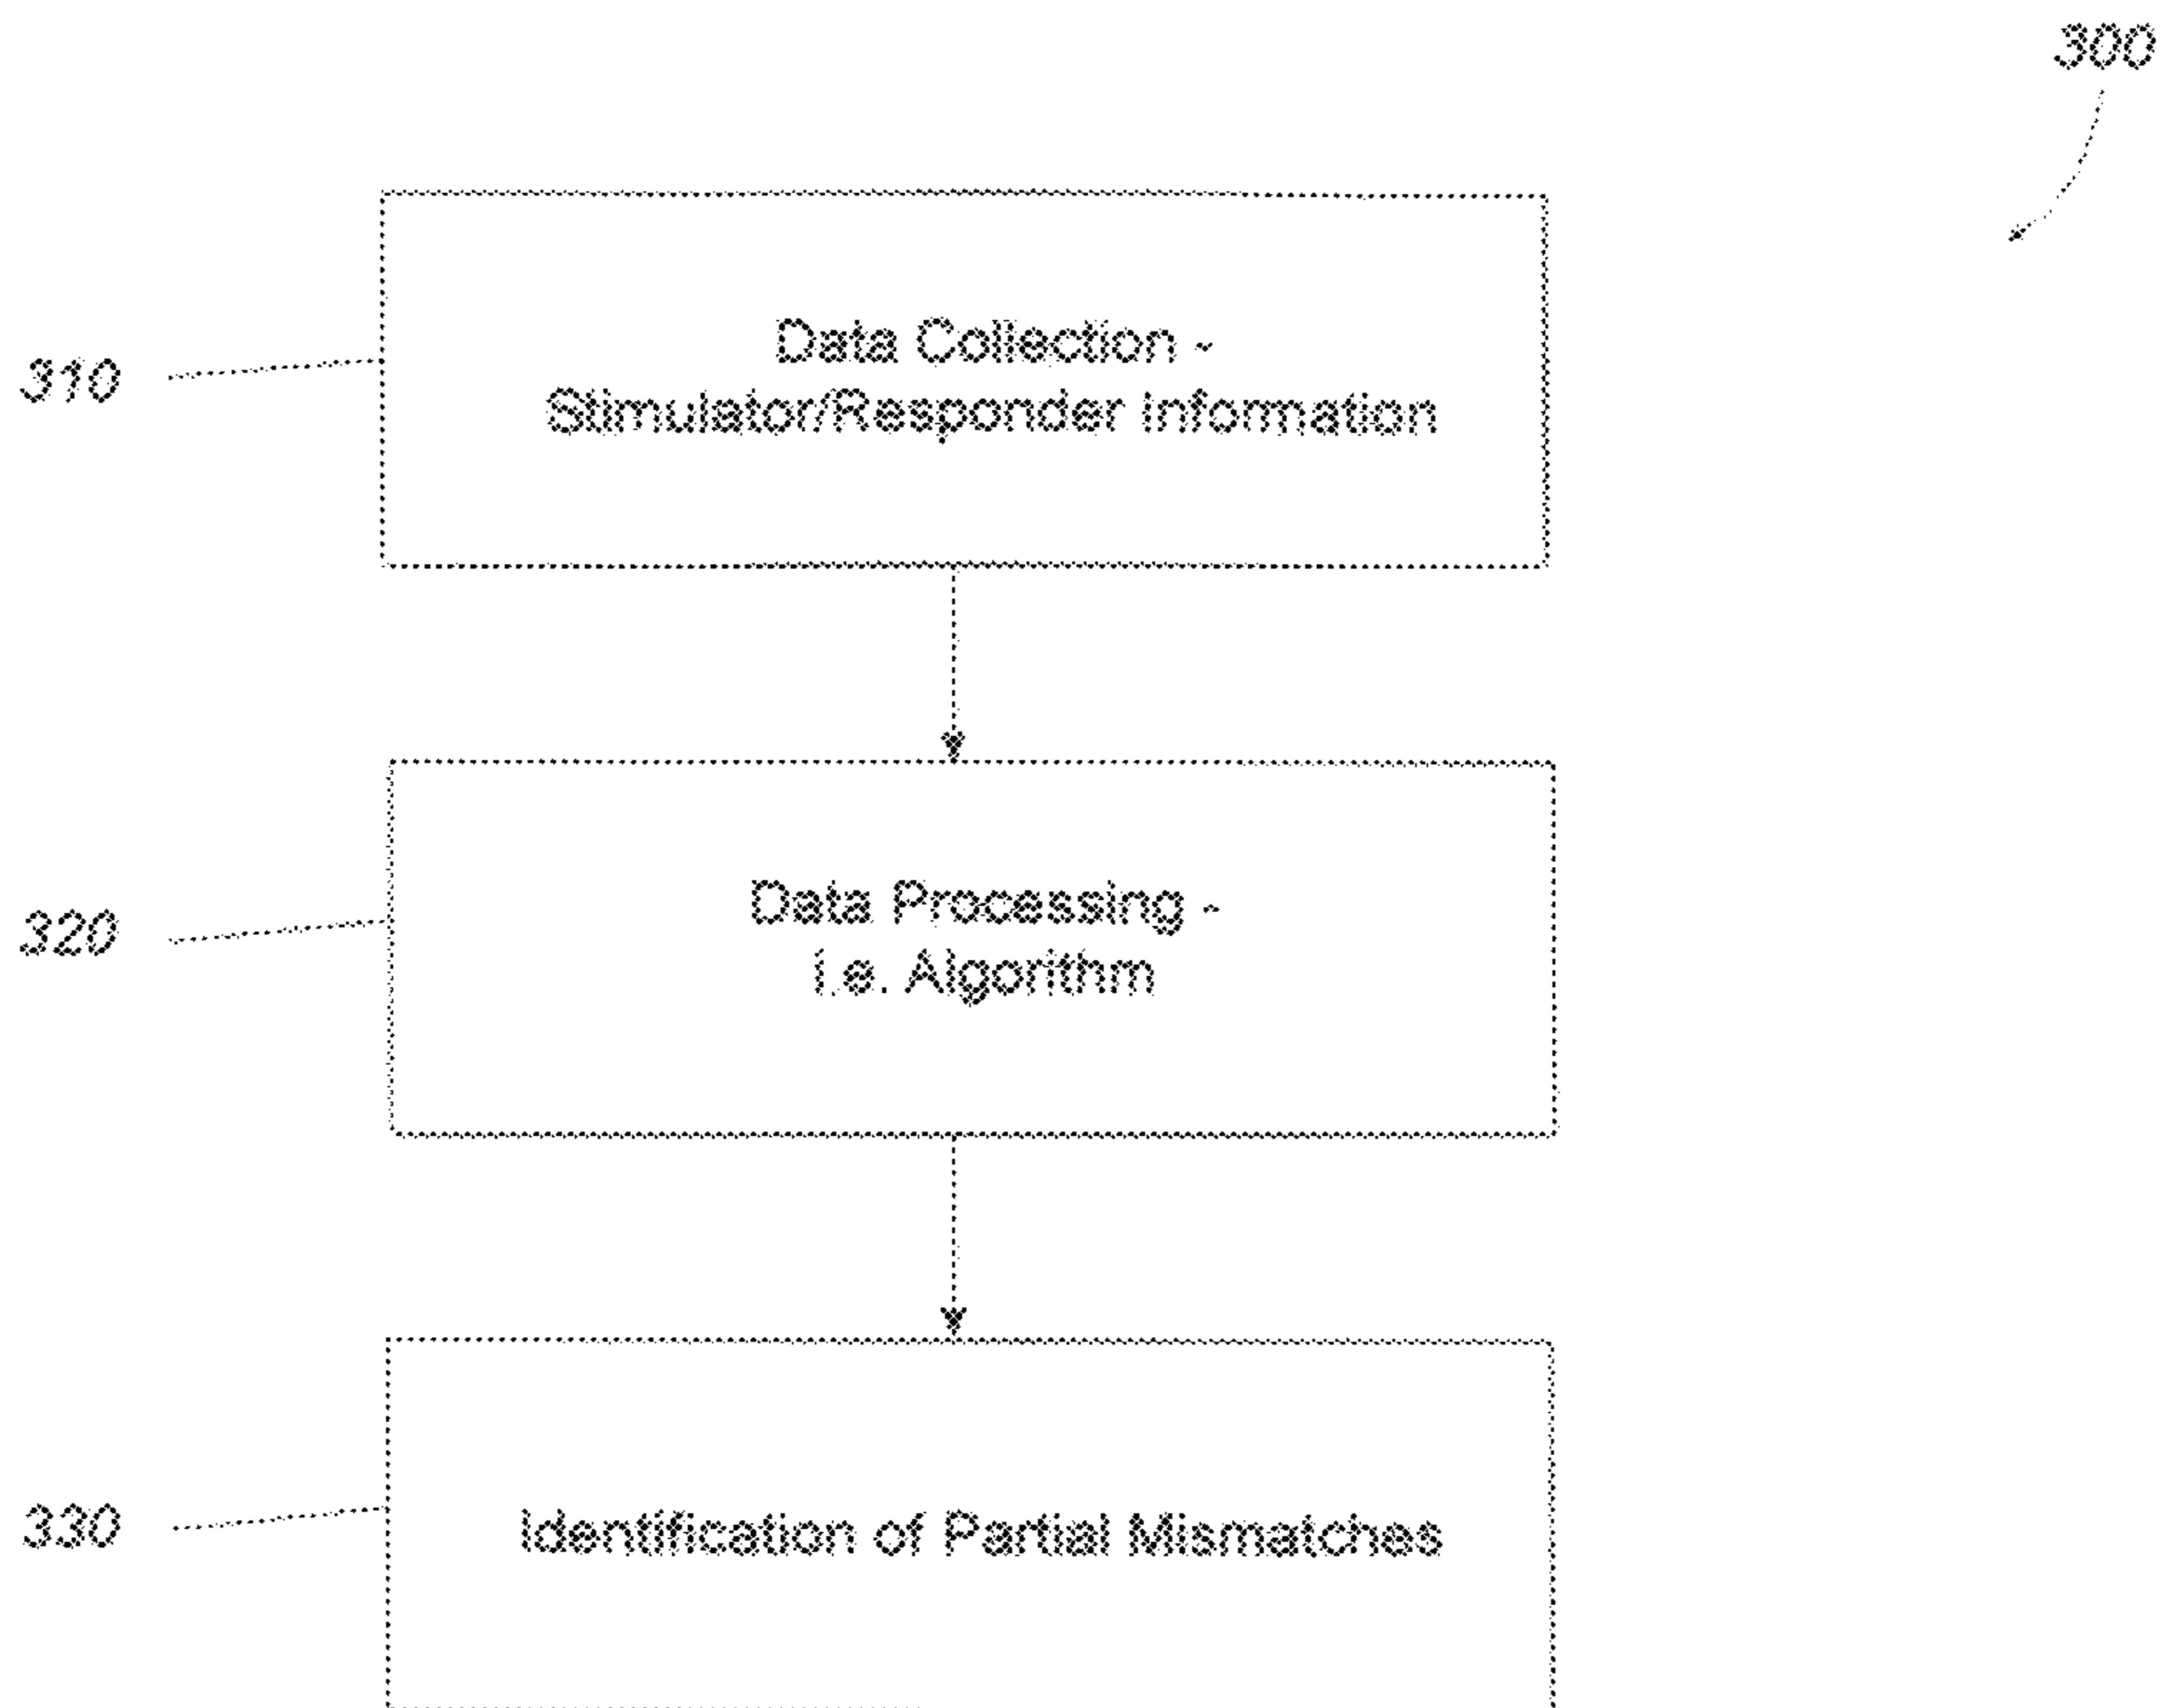 300
310
Data Collection -
Stimulator/Responder Information
320
Data Processing -
I.e. Algorithm
330
Identification of Partial Mismatches